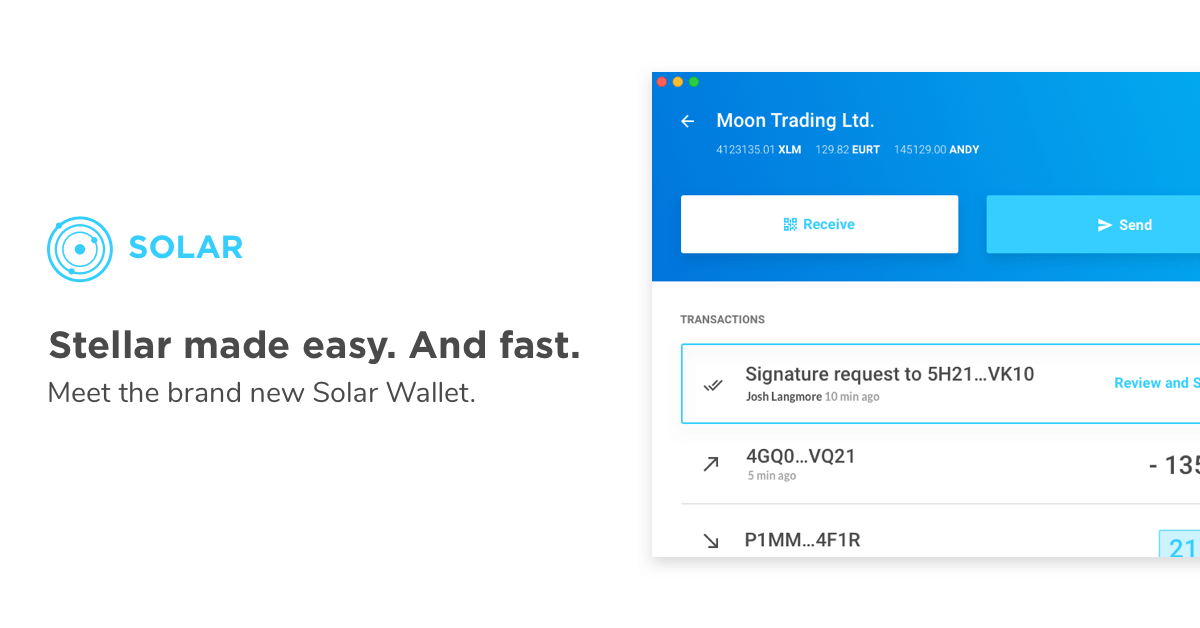 SOLAR
Stellar made easy. And fast.
Meet the brand new Solar Wallet.
Moon Trading Ltd.
4123135.01 XLM 129.82 EURT 145129.00 ANDY
Receive
Send
TRANSACTIONS
Signature request to 5H21...VK10
Josh Langmore 10 min ago
Review and S
4GQ0...VQ21
5 min ago
- 135
P1MM...4F1R
21